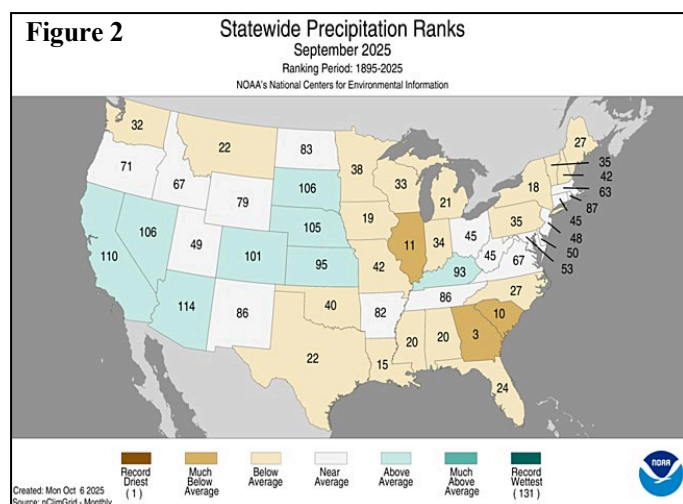 Figure 2
Statewide Precipitation Ranks
September 2025
Ranking Period: 1895-2025
NOAA's National Centers for Environmental Information
32
22
83
38
27
71
67
79
106
33
21
18
35
42
63
87
110
106
49
101
105
19
11
34
45
35
45
48
50
53
95
42
93
45
67
114
86
40
82
86
27
10
22
15
20
20
3
24
Record
Driest
(1)
Much
Below
Average
Below
Average
Near
Average
Above
Average
Much
Above
Average
Record
Wettest
(131)
NOAA
Created: Mon Oct 6 2025
Source: nClimGrid - Monthly